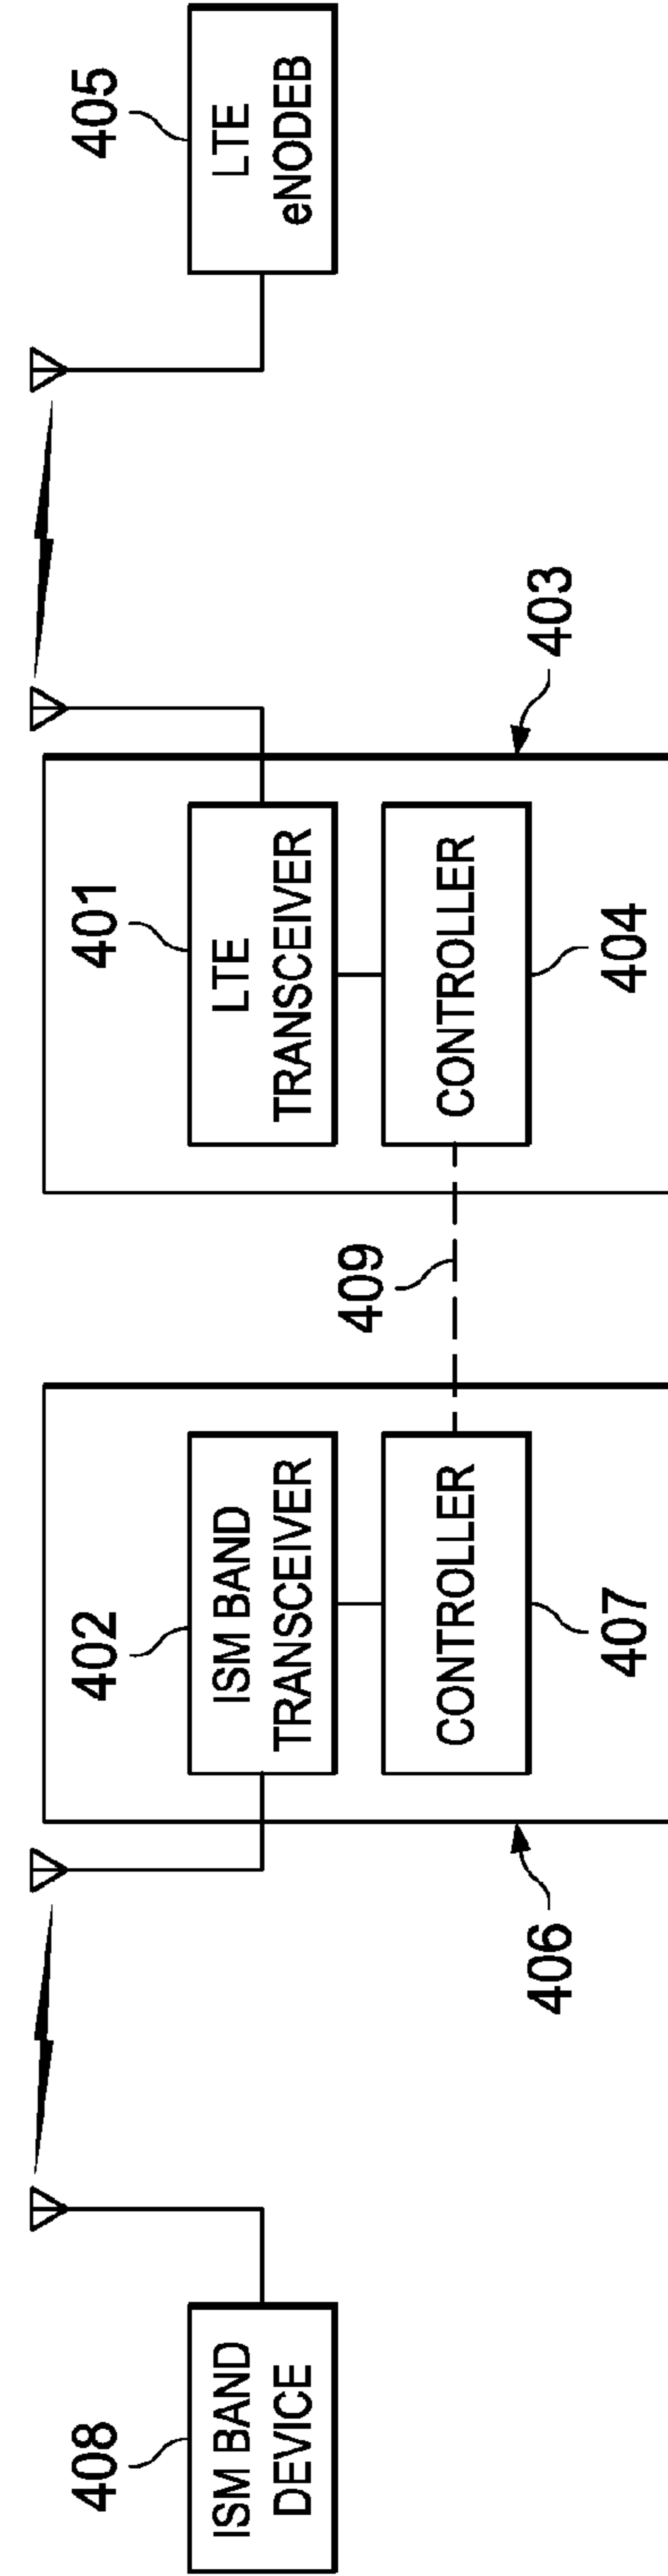 408
ISM BAND
DEVICE
402
ISM BAND
TRANSCEIVER
CONTROLLER
407
406
409
401
LTE
TRANSCEIVER
CONTROLLER
404
403
405
LTE
eNODEB